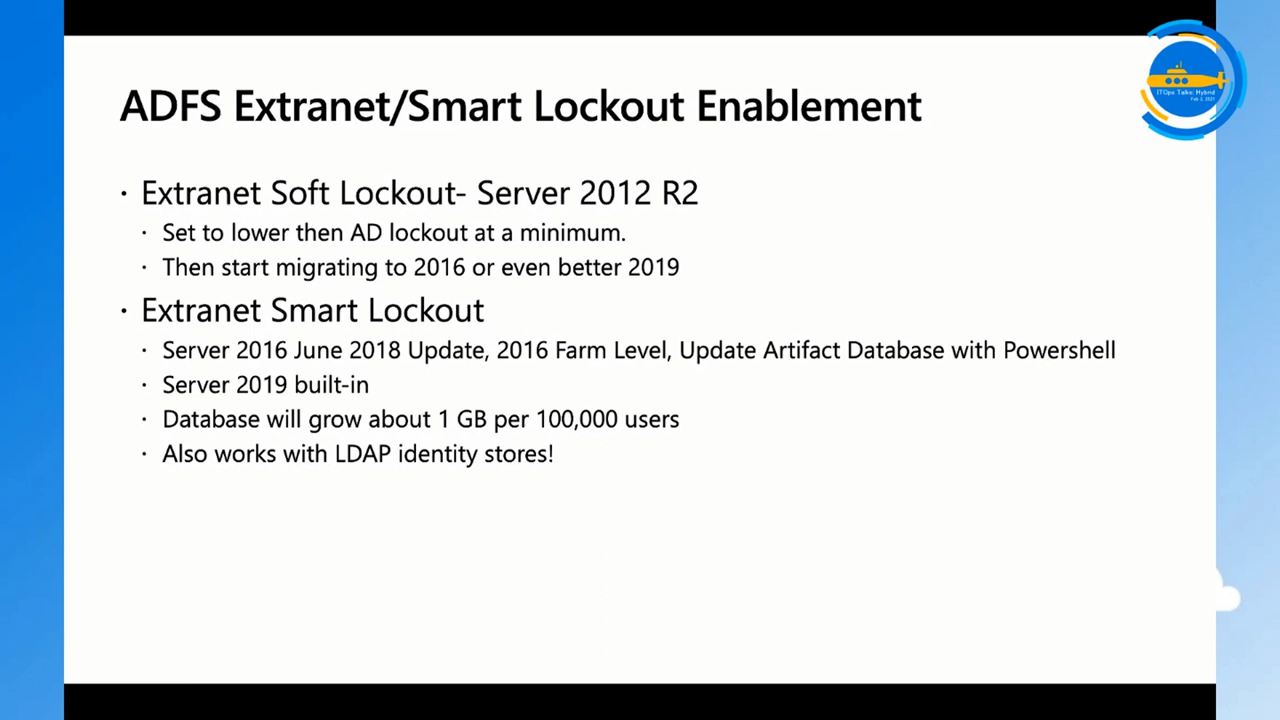 ADFS Extranet/Smart Lockout Enablement
· Extranet Soft Lockout- Server 2012 R2
· Set to lower then AD lockout at a minimum.
· Then start migrating to 2016 or even better 2019
· Extranet Smart Lockout
· Server 2016 June 2018 Update, 2016 Farm Level, Update Artifact Database with Powershell
· Server 2019 built-in
· Database will grow about 1 GB per 100,000 users
· Also works with LDAP identity stores!
ITOps Talks: Hybrid
Feb 2, 2021